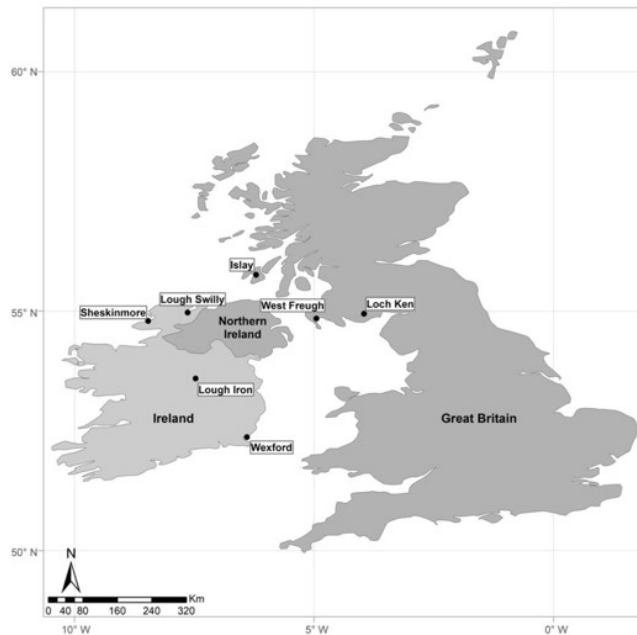 60° N
Islay
Lough Swilly
Sheskinmore
55° N
West Freugh
Loch Ken
Northern
Ireland
Lough Iron
Ireland
Great Britain
Wexford
50° N
N
Km
0 40 80 160 240 320
10° W
5° W
0° W